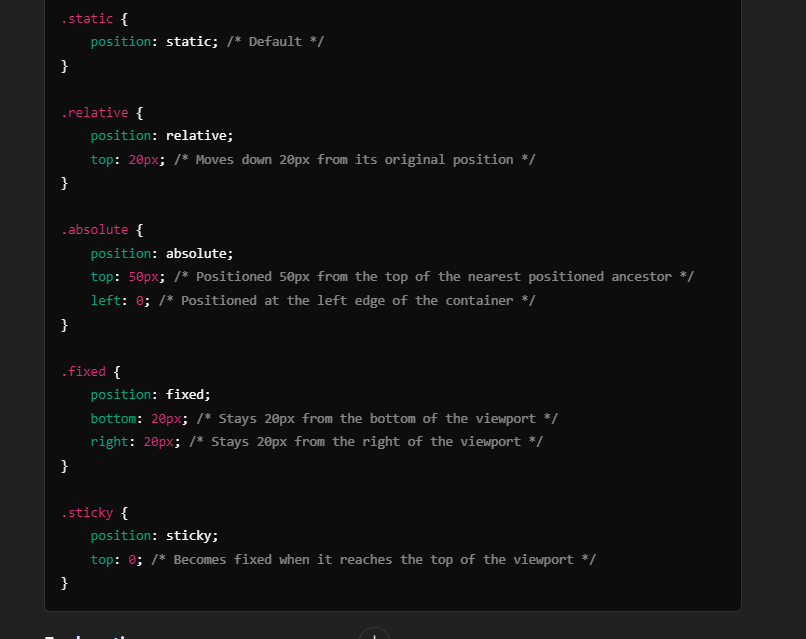 .static {
    position: static; /* Default */
}
.relative {
    position: relative;
    top: 20px; /* Moves down 20px from its original position */
}
.absolute {
    position: absolute;
    top: 50px; /* Positioned 50px from the top of the nearest positioned ancestor */
    left: 0; /* Positioned at the left edge of the container */
}
.fixed {
    position: fixed;
    bottom: 20px; /* Stays 20px from the bottom of the viewport */
    right: 20px; /* Stays 20px from the right of the viewport */
}
.sticky {
    position: sticky;
    top: 0; /* Becomes fixed when it reaches the top of the viewport */
}